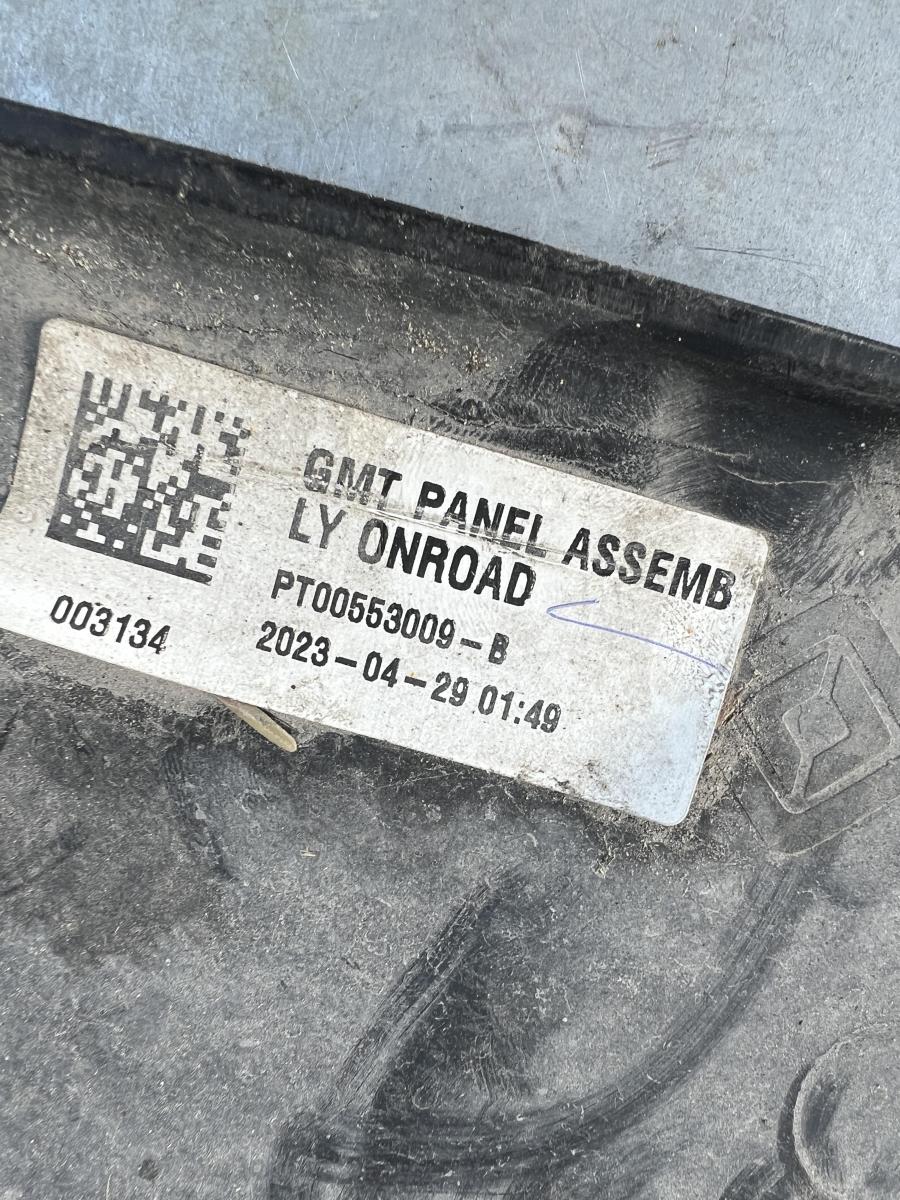 GMT PANEL ASSEMB
LY ONROAD
PT00553009-B
2023-04-29 01:49
003134